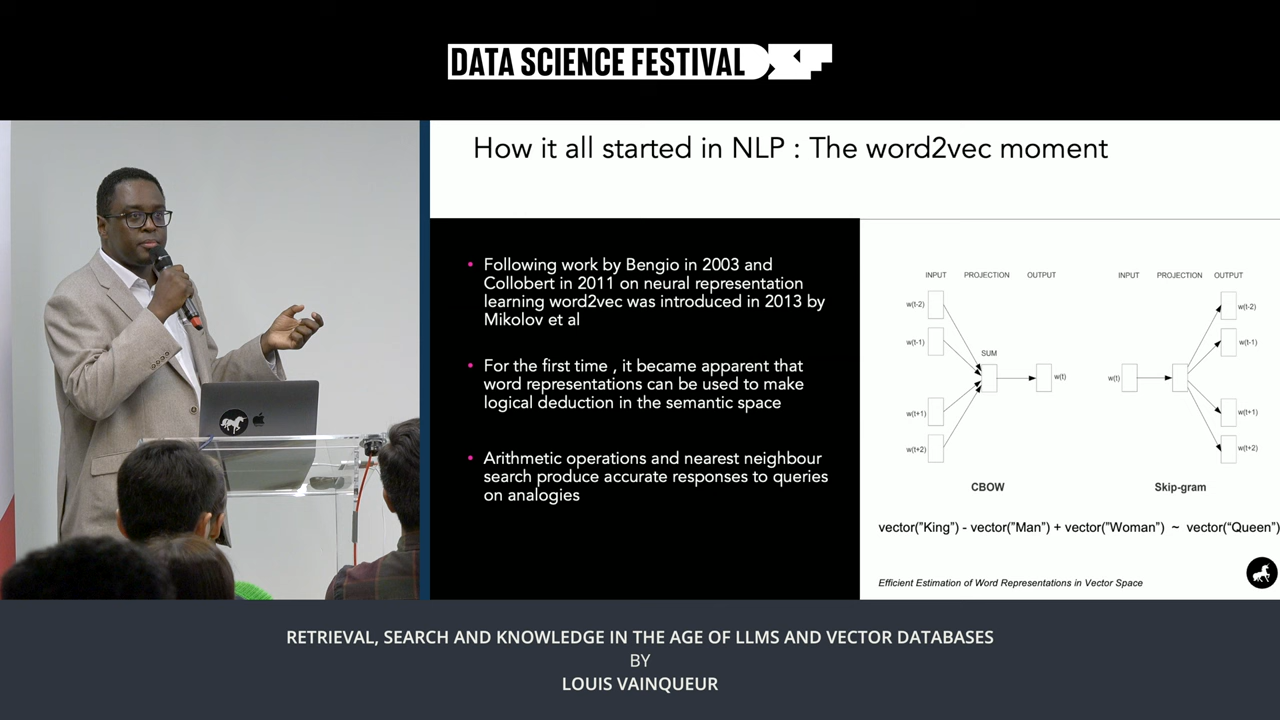 DATA SCIENCE FESTIVAL
How it all started in NLP : The word2vec moment
• Following work by Bengio in 2003 and
Collobert in 2011 on neural representation
learning word2vec was introduced in 2013 by
Mikolov et al
• For the first time , it became apparent that
word representations can be used to make
logical deduction in the semantic space
• Arithmetic operations and nearest neighbour
search produce accurate responses to queries
on analogies
INPUT PROJECTION OUTPUT
w(t-2)
w(t-1)
SUM
w(t)
w(t+1)
w(t+2)
CBOW
INPUT PROJECTION OUTPUT
w(t-2)
w(t-1)
w(t)
w(t+1)
w(t+2)
Skip-gram
vector("King") - vector("Man") + vector("Woman") ~ vector("Queen")
Efficient Estimation of Word Representations in Vector Space
RETRIEVAL, SEARCH AND KNOWLEDGE IN THE AGE OF LLMS AND VECTOR DATABASES
BY
LOUIS VAINQUEUR